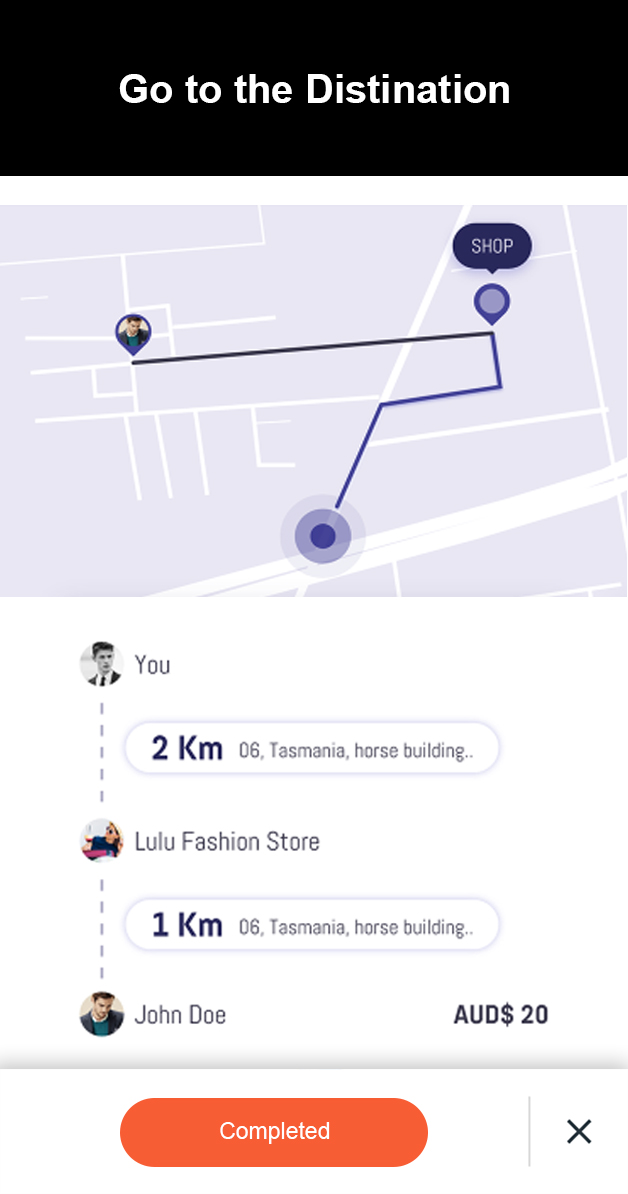 Go to the Distination
SHOP
You
2 Km 06, Tasmania, horse building..
Lulu Fashion Store
1 Km 06, Tasmania, horse building..
John Doe AUD$ 20
Completed